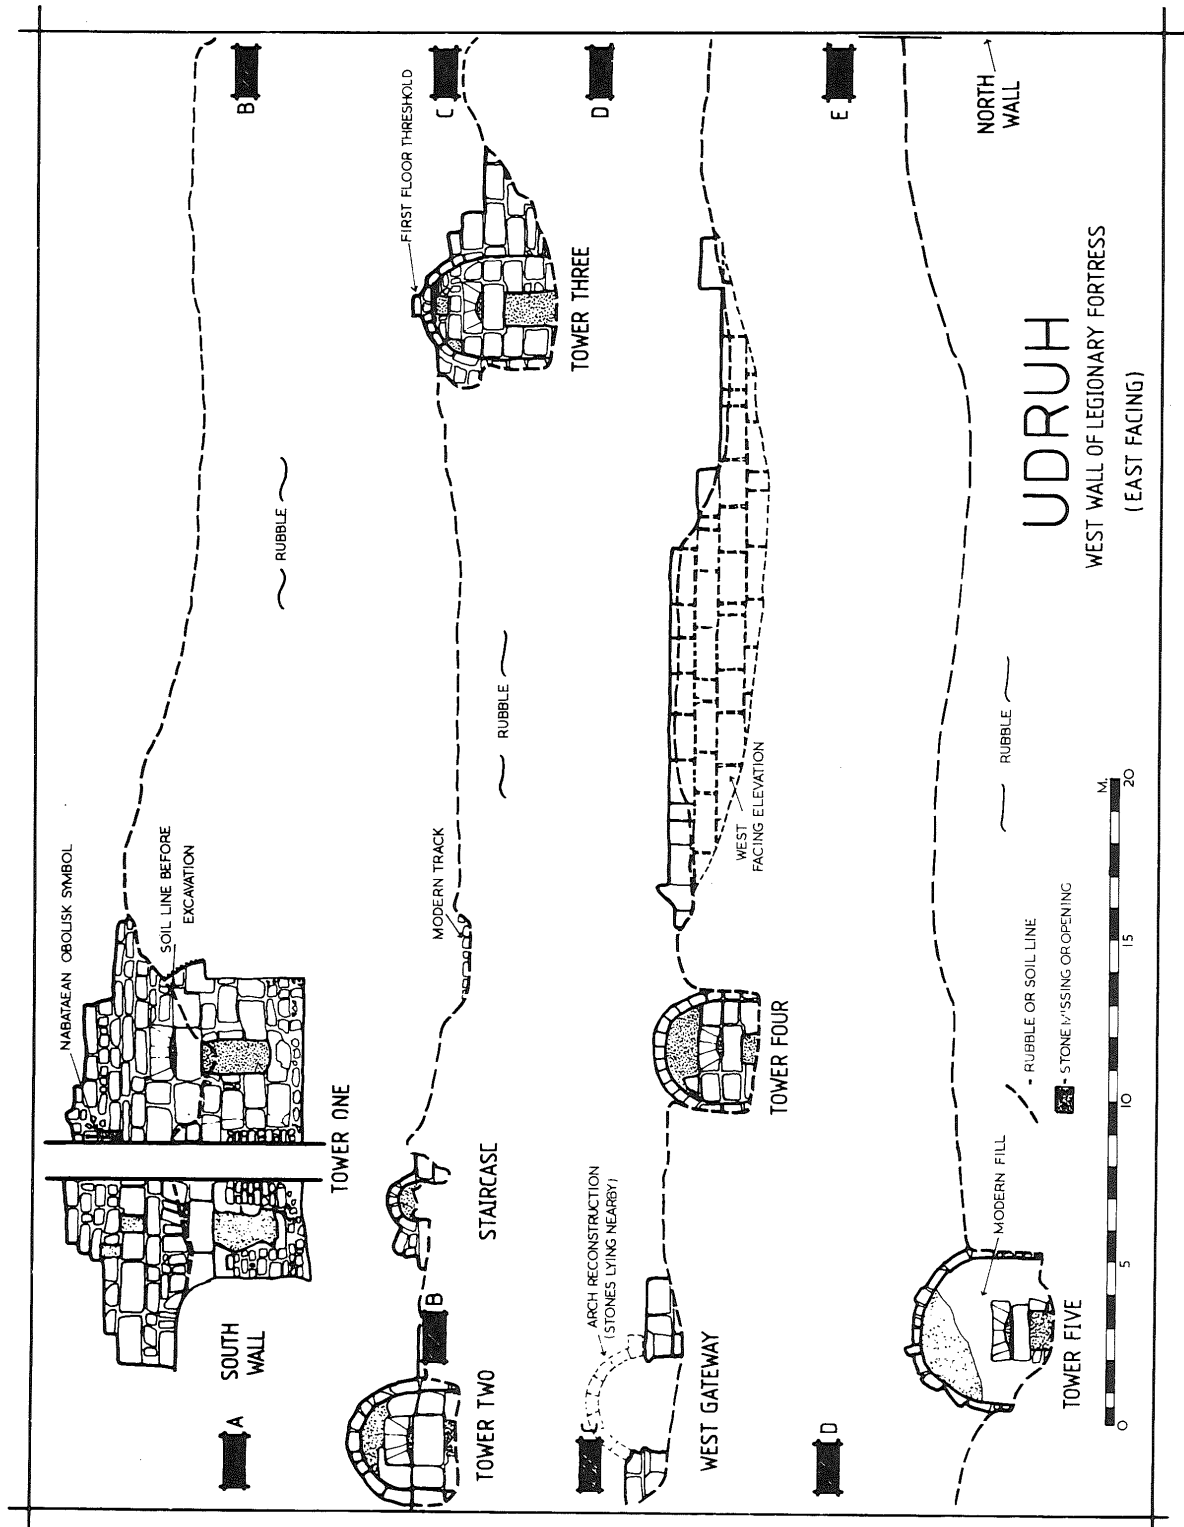 NABATAEAN OBOLISK SYMBOL
SOIL LINE BEFORE
EXCAVATION
TOWER ONE
SOUTH
WALL
A
RUBBLE
B
TOWER TWO
B
STAIRCASE
MODERN TRACK
RUBBLE
FIRST FLOOR THRESHOLD
TOWER THREE
C
C
ARCH RECONSTRUCTION
(STONES LYING NEARBY)
WEST GATEWAY
TOWER FOUR
WEST
FACING ELEVATION
D
D
TOWER FIVE
MODERN FILL
RUBBLE
E
NORTH
WALL
- RUBBLE OR SOIL LINE
- STONE MISSING OR OPENING
0 5 10 15 20
M.
UDRUH
WEST WALL OF LEGIONARY FORTRESS
(EAST FACING)